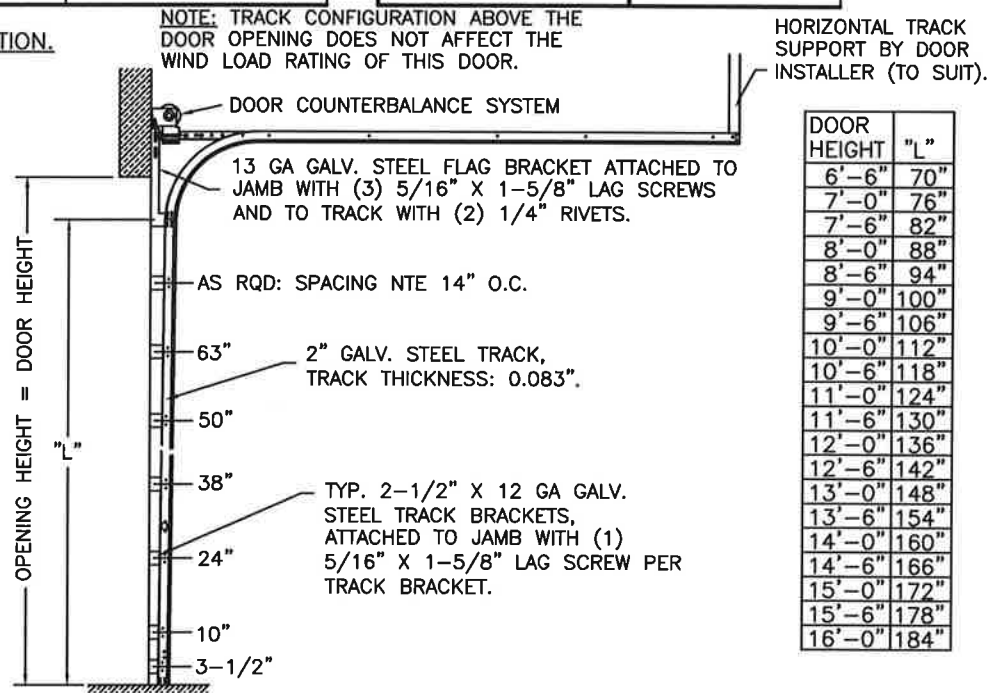 TION.
NOTE: TRACK CONFIGURATION ABOVE THE
DOOR OPENING DOES NOT AFFECT THE
WIND LOAD RATING OF THIS DOOR.
HORIZONTAL TRACK
SUPPORT BY DOOR
INSTALLER (TO SUIT).
DOOR COUNTERBALANCE SYSTEM
13 GA GALV. STEEL FLAG BRACKET ATTACHED TO
JAMB WITH (3) 5/16" X 1-5/8" LAG SCREWS
AND TO TRACK WITH (2) 1/4" RIVETS.
AS RQD: SPACING NTE 14" O.C.
63"
2" GALV. STEEL TRACK,
TRACK THICKNESS: 0.083".
50"
38"
TYP. 2-1/2" X 12 GA GALV.
STEEL TRACK BRACKETS,
ATTACHED TO JAMB WITH (1)
5/16" X 1-5/8" LAG SCREW PER
TRACK BRACKET.
24"
10"
3-1/2"
OPENING HEIGHT = DOOR HEIGHT
"L"
DOOR
HEIGHT "L"
6'-6" 70"
7'-0" 76"
7'-6" 82"
8'-0" 88"
8'-6" 94"
9'-0" 100"
9'-6" 106"
10'-0" 112"
10'-6" 118"
11'-0" 124"
11'-6" 130"
12'-0" 136"
12'-6" 142"
13'-0" 148"
13'-6" 154"
14'-0" 160"
14'-6" 166"
15'-0" 172"
15'-6" 178"
16'-0" 184"